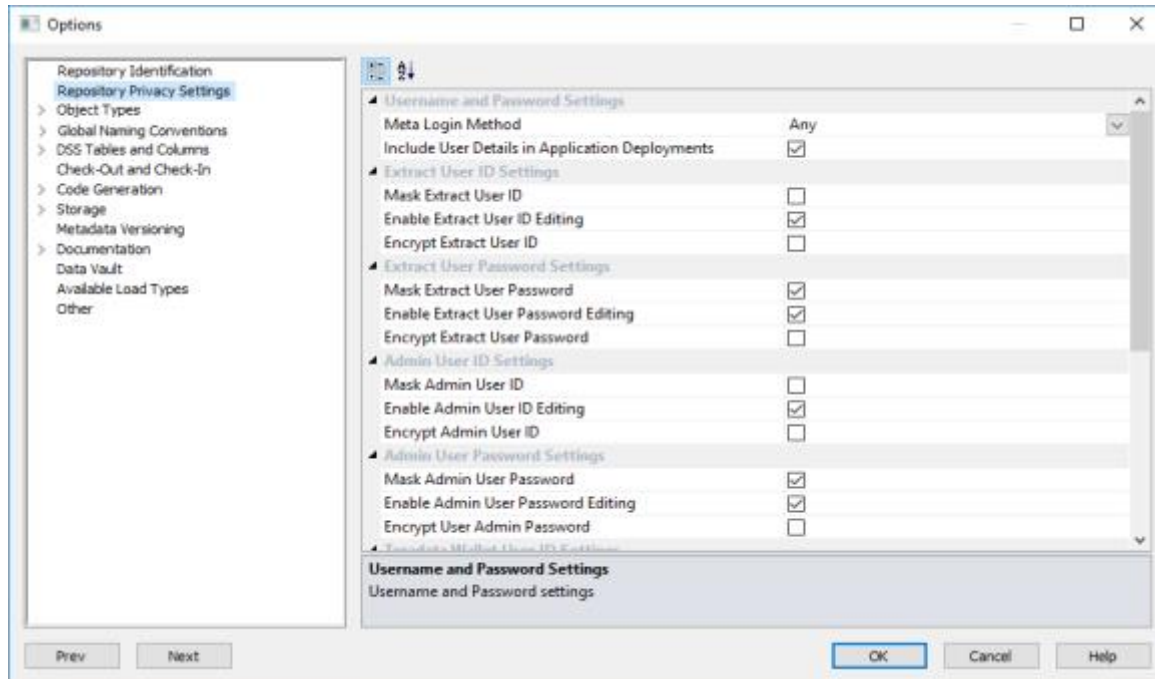 Options
Repository Identification
Repository Privacy Settings
Object Types
Global Naming Conventions
DSS Tables and Columns
Check-Out and Check-In
Code Generation
Storage
Metadata Versioning
Documentation
Data Vault
Available Load Types
Other
Username and Password Settings
Meta Login Method Any
Include User Details in Application Deployments
Extract User ID Settings
Mask Extract User ID
Enable Extract User ID Editing
Encrypt Extract User ID
Extract User Password Settings
Mask Extract User Password
Enable Extract User Password Editing
Encrypt Extract User Password
Admin User ID Settings
Mask Admin User ID
Enable Admin User ID Editing
Encrypt Admin User ID
Admin User Password Settings
Mask Admin User Password
Enable Admin User Password Editing
Encrypt User Admin Password
Teradata Wallet User ID Settings
Username and Password Settings
Username and Password settings
Prev Next OK Cancel Help